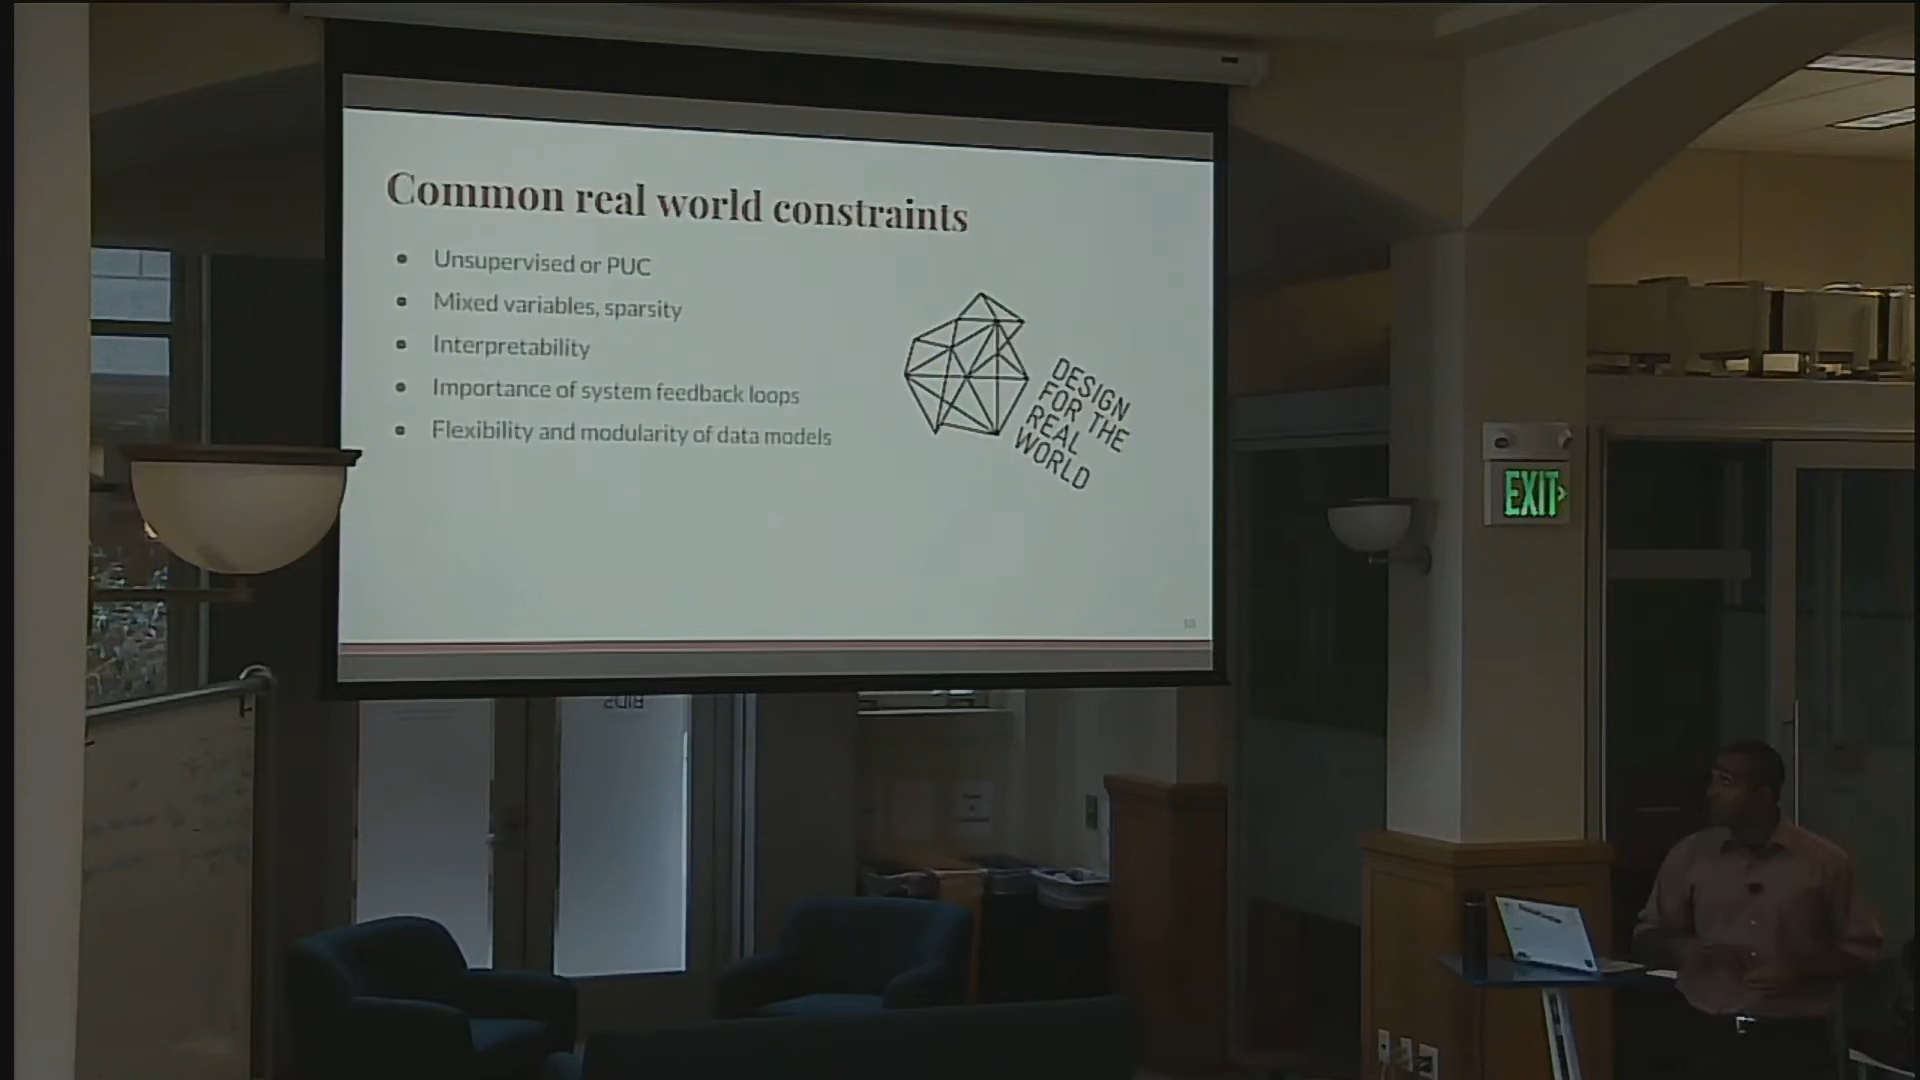 Common real world constraints
Unsupervised or PUC
Mixed variables, sparsity
Interpretability
Importance of system feedback loops
Flexibility and modularity of data models
DESIGN
FOR THE
REAL
WORLD
EXIT